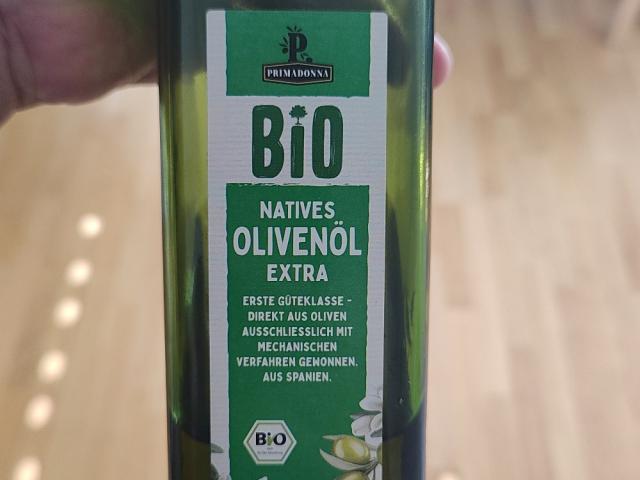 P
PRIMADONNA
BiO
NATIVES
OLIVENÖL
EXTRA
ERSTE GÜTEKLASSE -
DIREKT AUS OLIVEN
AUSSCHLIESSLICH MIT
MECHANISCHEN
VERFAHREN GEWONNEN.
AUS SPANIEN.
BiO